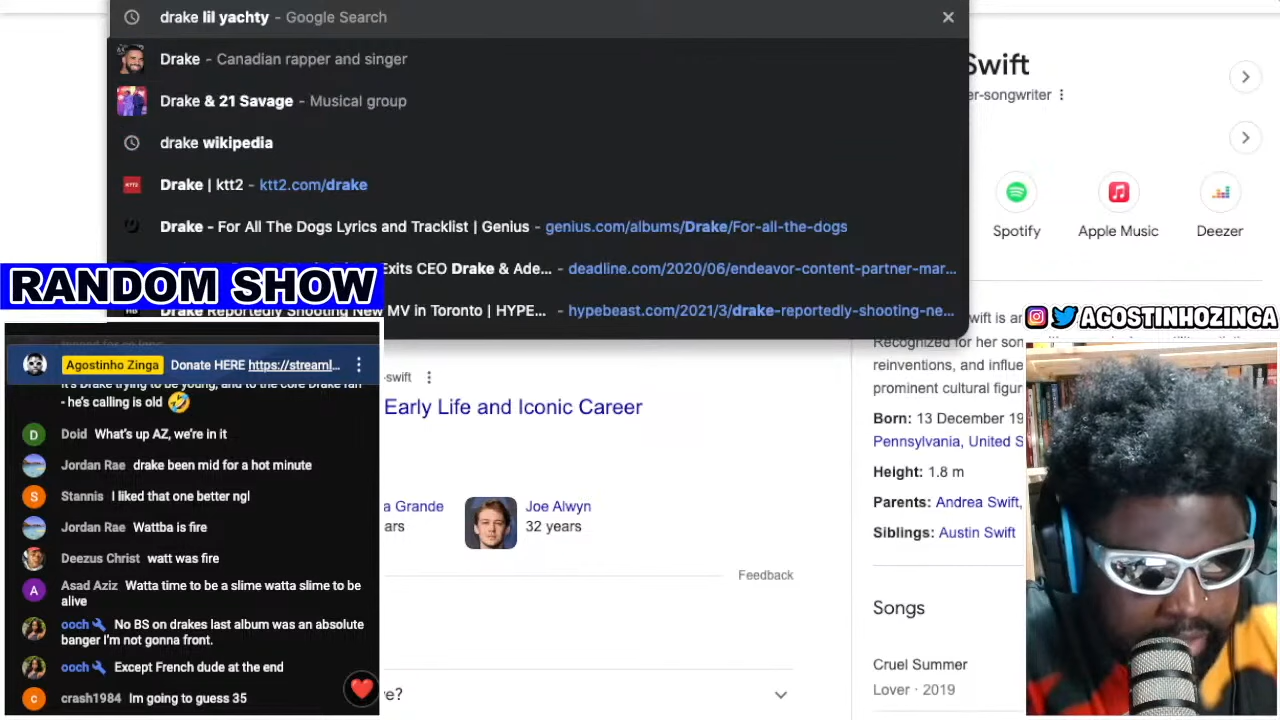 drake lil yachty - Google Search
Drake - Canadian rapper and singer
Drake & 21 Savage - Musical group
drake wikipedia
Drake | ktt2 - ktt2.com/drake
Drake - For All The Dogs Lyrics and Tracklist | Genius - genius.com/albums/Drake/For-all-the-dogs
Exits CEO Drake & Ade... - deadline.com/2020/06/endeavor-content-partner-mar...
Drake Reportedly Shooting New MV in Toronto | HYPE... - hypebeast.com/2021/3/drake-reportedly-shooting-ne...
Swift
er-songwriter
Spotify
Apple Music
Deezer
RANDOM SHOW
Agostinho Zinga Donate HERE https://streaml...
it's Drake trying to be young, and to the core Drake fan
- he's calling is old 🤣
Doid What's up AZ, we're in it
Jordan Rae drake been mid for a hot minute
Stannis I liked that one better ngl
Jordan Rae Wattba is fire
Deezus Christ watt was fire
Asad Aziz Watta time to be a slime watta slime to be
alive
ooch No BS on drakes last album was an absolute
banger I'm not gonna front.
ooch Except French dude at the end
crash1984 Im going to guess 35
-swift
Early Life and Iconic Career
a Grande
ars
Joe Alwyn
32 years
Feedback
e?
wift is an
Recognized for her son
reinventions, and influe
prominent cultural figur
Born: 13 December 19
Pennsylvania, United S
Height: 1.8 m
Parents: Andrea Swift,
Siblings: Austin Swift
Songs
Cruel Summer
Lover · 2019
AGOSTINHOZINGA